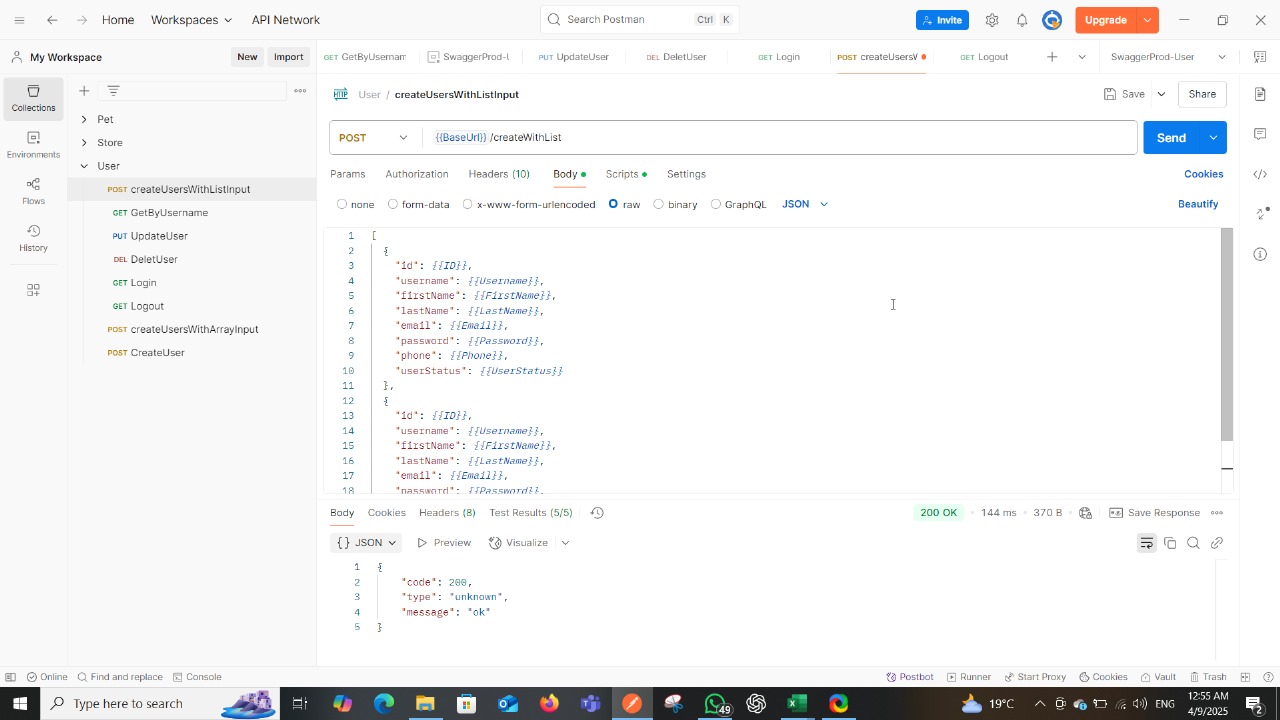 Home
Workspaces
API Network
Search Postman
Ctrl K
Invite
Upgrade
My Workspace
New
Import
GET GetByUsernam
SwaggerProd-U
PUT UpdateUser
DEL DeletUser
GET Login
POST createUsersW
GET Logout
SwaggerProd-User
Collections
Environments
Flows
History
Pet
Store
User
POST createUsersWithListInput
GET GetByUsername
PUT UpdateUser
DEL DeletUser
GET Login
GET Logout
POST createUsersWithArrayInput
POST CreateUser
HTTP User / createUsersWithListInput
Save
Share
POST
{{BaseUrl}} /createWithList
Send
Params
Authorization
Headers (10)
Body
Scripts
Settings
Cookies
none
form-data
x-www-form-urlencoded
raw
binary
GraphQL
JSON
Beautify
1 [
2 {
3 "id": {{ID}},
4 "username": {{Username}},
5 "firstName": {{FirstName}},
6 "lastName": {{LastName}},
7 "email": {{Email}},
8 "password": {{Password}},
9 "phone": {{Phone}},
10 "userStatus": {{UserStatus}}
11 },
12 {
13 "id": {{ID}},
14 "username": {{Username}},
15 "firstName": {{FirstName}},
16 "lastName": {{LastName}},
17 "email": {{Email}},
18 "password": {{Password}},
Body
Cookies
Headers (8)
Test Results (5/5)
200 OK
144 ms
370 B
Save Response
{} JSON
Preview
Visualize
1 {
2 "code": 200,
3 "type": "unknown",
4 "message": "ok"
5 }
Online
Find and replace
Console
Postbot
Runner
Start Proxy
Cookies
Vault
Trash
Type here to search
49
19°C
ENG
12:55 AM
4/9/2025
2